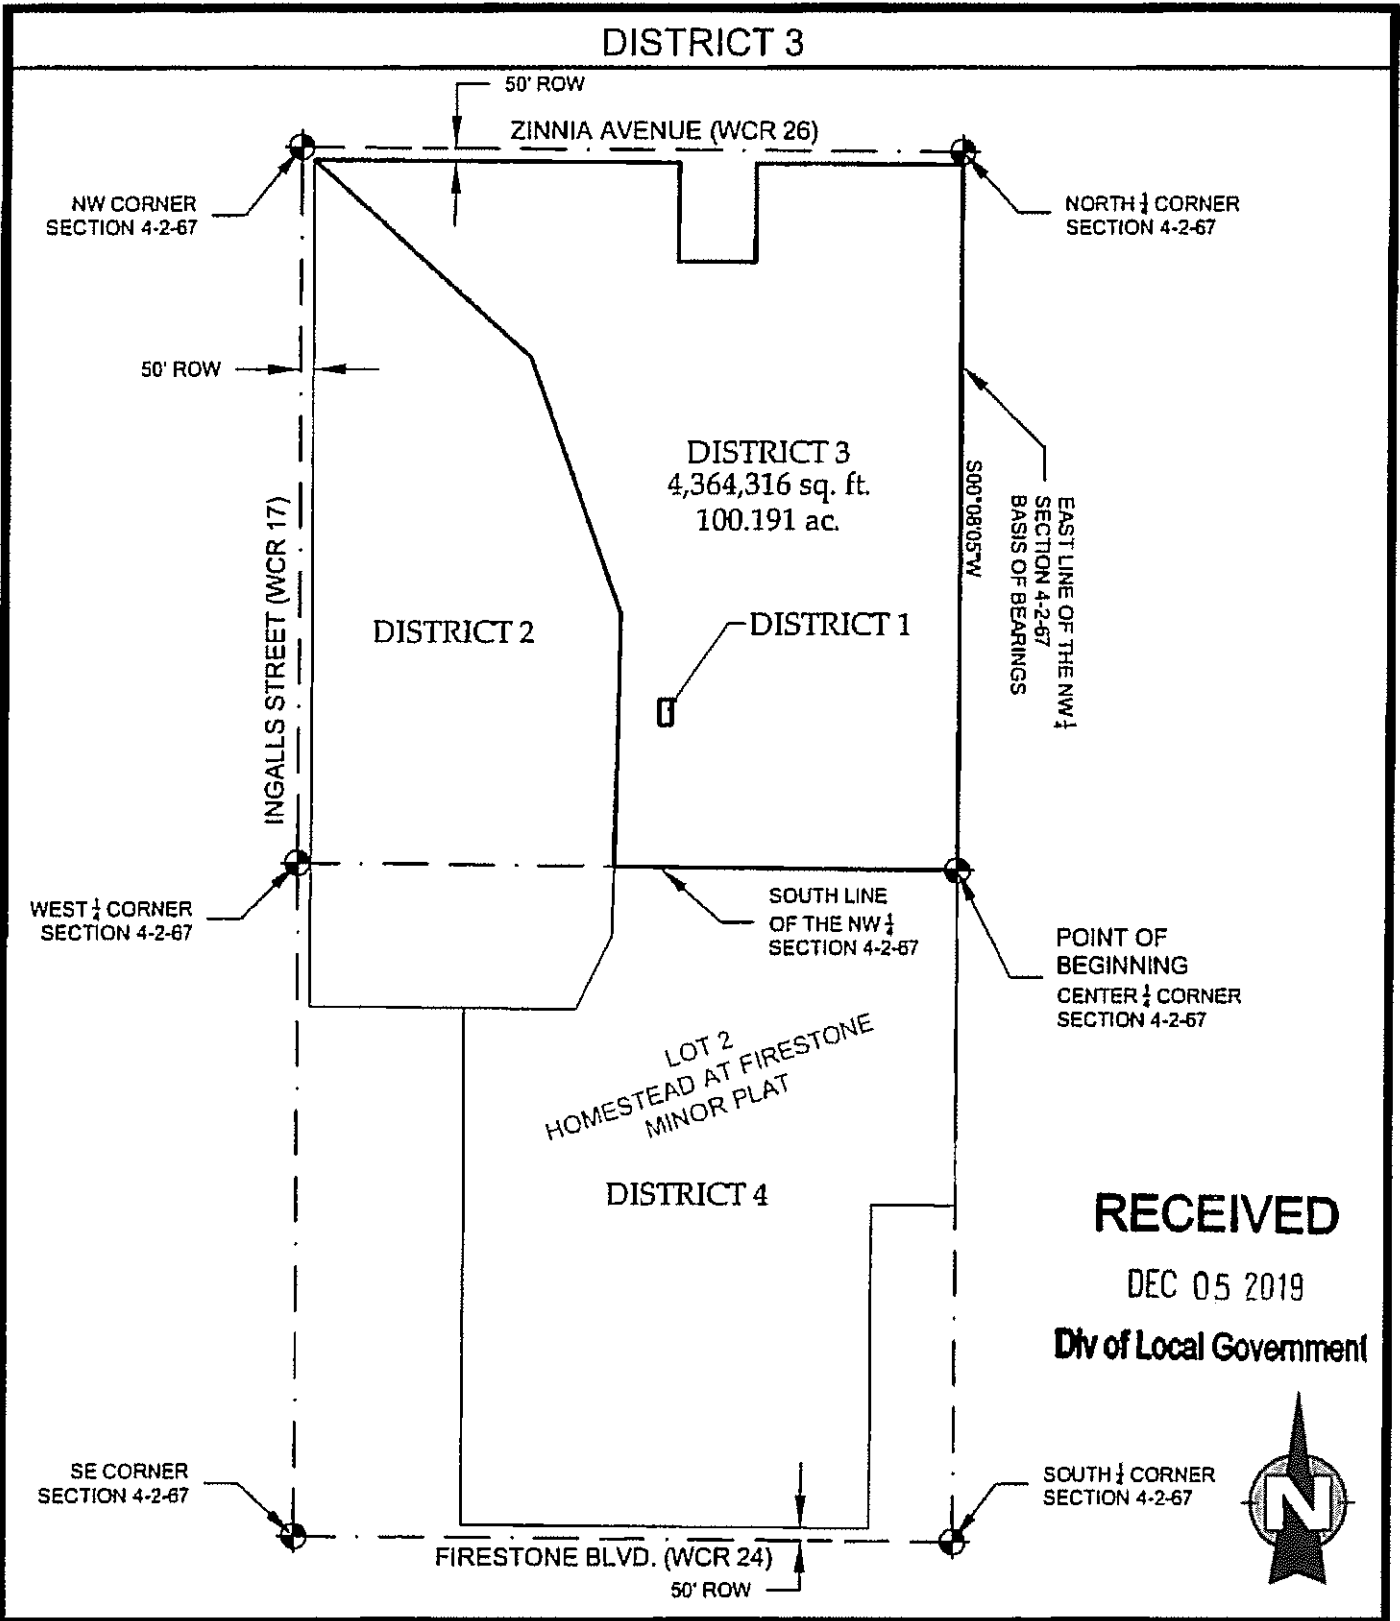 DISTRICT 3
50' ROW
ZINNIA AVENUE (WCR 26)
NW CORNER
SECTION 4-2-67
NORTH ¼ CORNER
SECTION 4-2-67
50' ROW
DISTRICT 3
4,364,316 sq. ft.
100.191 ac.
S00°08'05"W
EAST LINE OF THE NW ¼
SECTION 4-2-67
BASIS OF BEARINGS
INGALLS STREET (WCR 17)
DISTRICT 2
DISTRICT 1
WEST ¼ CORNER
SECTION 4-2-67
SOUTH LINE
OF THE NW ¼
SECTION 4-2-67
POINT OF
BEGINNING
CENTER ¼ CORNER
SECTION 4-2-67
LOT 2
HOMESTEAD AT FIRESTONE
MINOR PLAT
DISTRICT 4
RECEIVED
DEC 05 2019
Div of Local Government
SE CORNER
SECTION 4-2-67
SOUTH ¼ CORNER
SECTION 4-2-67
N
FIRESTONE BLVD. (WCR 24)
50' ROW